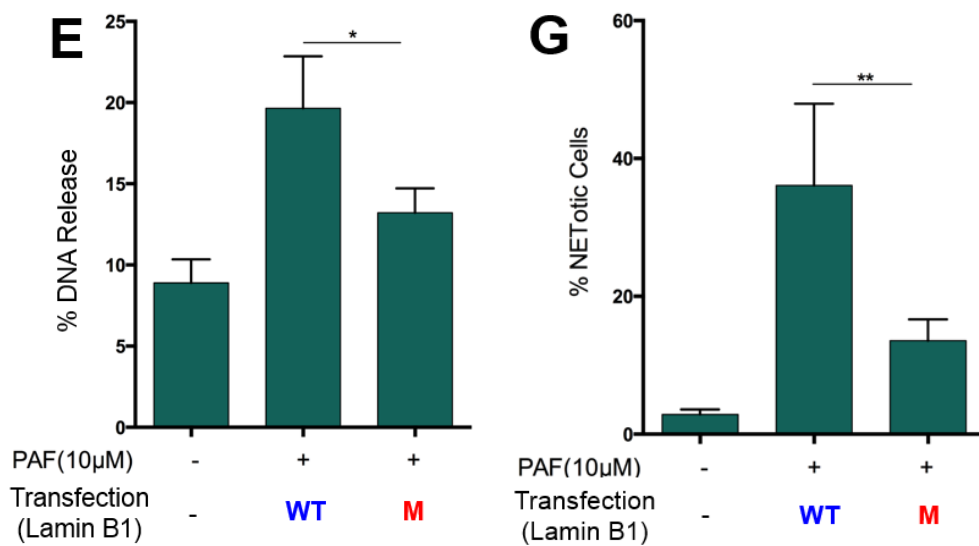 E
% DNA Release
25
20
15
10
5
0
*
PAF(10µM) - + +
Transfection
(Lamin B1) - WT M
G
% NETotic Cells
60
40
20
0
**
PAF(10µM) - + +
Transfection
(Lamin B1) - WT M